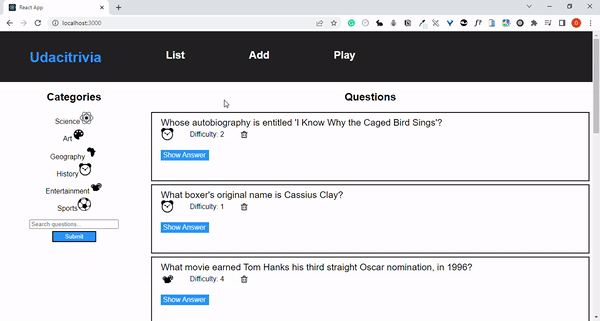 React App
localhost:3000
Udacitrivia
List
Add
Play
Categories
Science
Art
Geography
History
Entertainment
Sports
Search questions...
Submit
Questions
Whose autobiography is entitled 'I Know Why the Caged Bird Sings'?
Difficulty: 2
Show Answer
What boxer's original name is Cassius Clay?
Difficulty: 1
Show Answer
What movie earned Tom Hanks his third straight Oscar nomination, in 1996?
Difficulty: 4
Show Answer